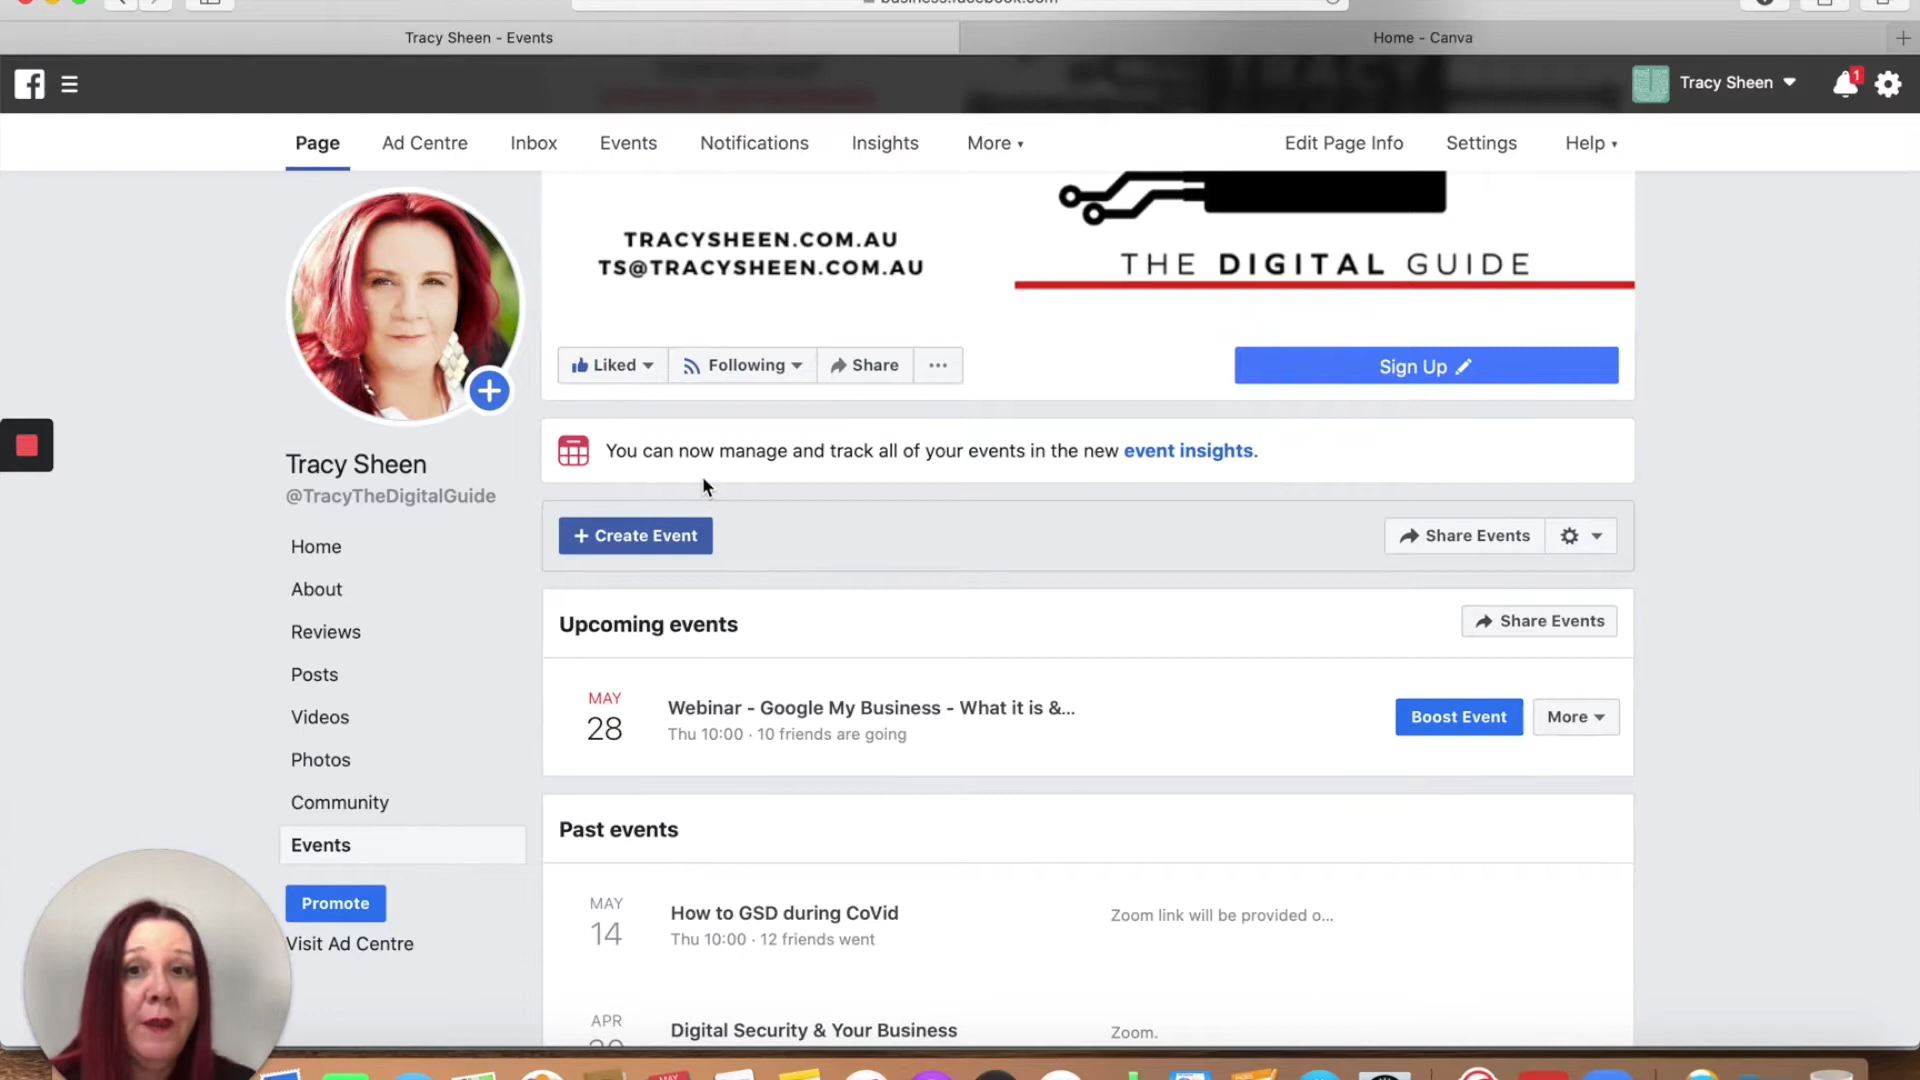 Tracy Sheen - Events
Home - Canva
Tracy Sheen
1
Page
Ad Centre
Inbox
Events
Notifications
Insights
More
Edit Page Info
Settings
Help
TRACYSHEEN.COM.AU
TS@TRACYSHEEN.COM.AU
THE DIGITAL GUIDE
Liked
Following
Share
Sign Up
You can now manage and track all of your events in the new event insights.
Tracy Sheen
@TracyTheDigitalGuide
Home
About
Reviews
Posts
Videos
Photos
Community
Events
Promote
Visit Ad Centre
+ Create Event
Share Events
Upcoming events
Share Events
MAY
28
Webinar - Google My Business - What it is &...
Thu 10:00 · 10 friends are going
Boost Event
More
Past events
MAY
14
How to GSD during CoVid
Thu 10:00 · 12 friends went
Zoom link will be provided o...
APR
Digital Security & Your Business
Zoom.